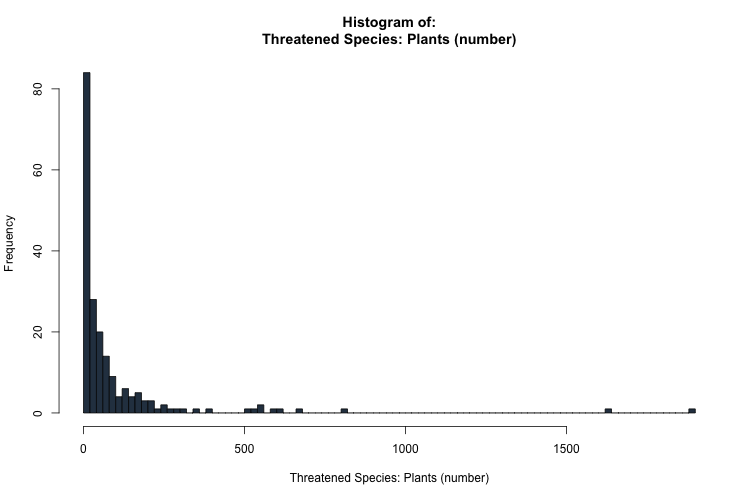 Histogram of:
Threatened Species: Plants (number)
Frequency
80
60
40
20
0
0 500 1000 1500
Threatened Species: Plants (number)